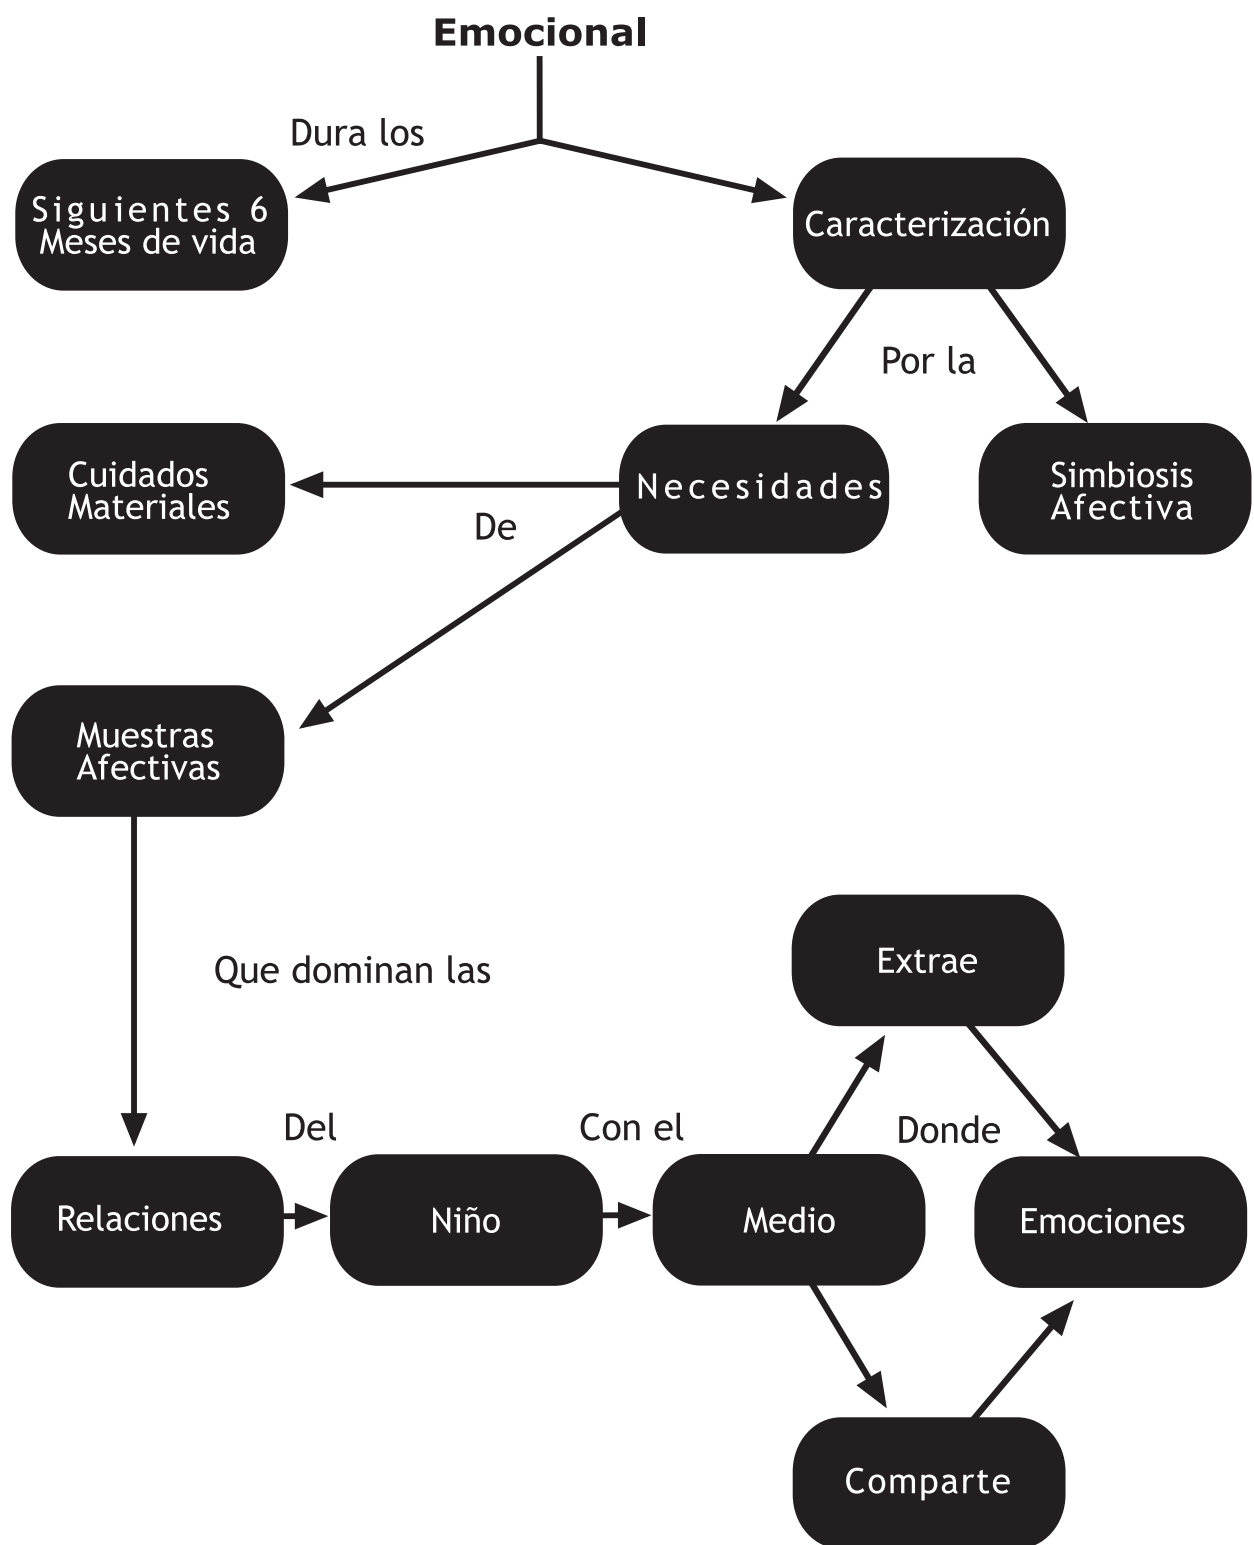 Emocional
Dura los
Siguientes 6
Meses de vida
Caracterización
Por la
Cuidados
Materiales
Necesidades
Simbiosis
Afectiva
De
Muestras
Afectivas
Extrae
Que dominan las
Del
Con el
Donde
Relaciones
Niño
Medio
Emociones
Comparte